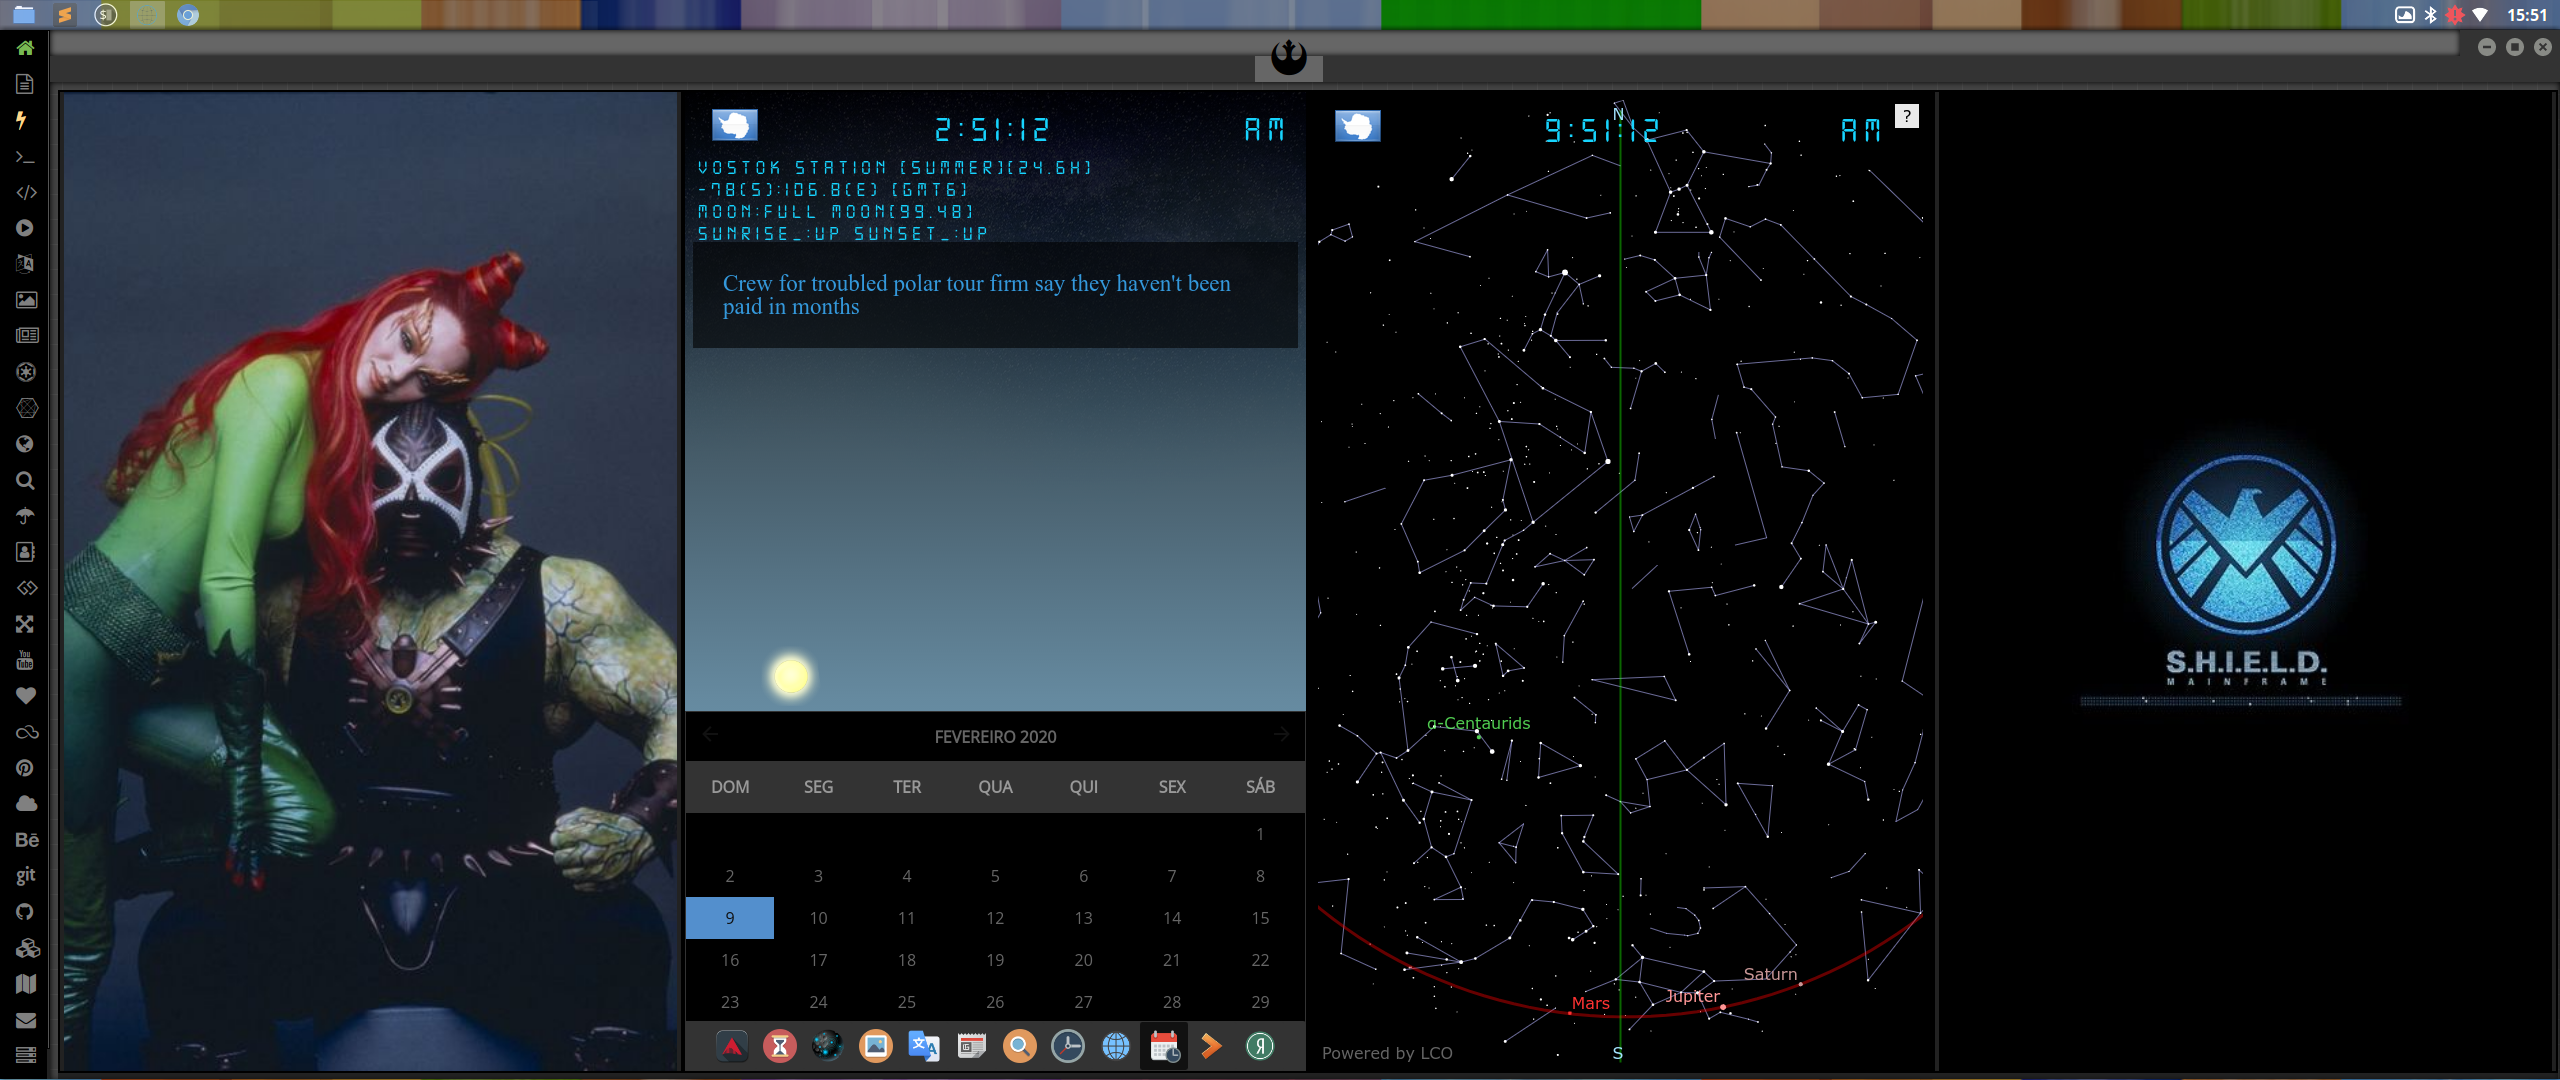 15:51
2:51:12 AM
VOSTOK STATION [SUMMER][24.6H]
-78(S):106.8(E) [GMT6]
MOON:FULL MOON[99.48]
SUNRISE_:UP SUNSET_:UP
Crew for troubled polar tour firm say they haven't been
paid in months
FEVEREIRO 2020
DOM SEG TER QUA QUI SEX SÁB
1
2 3 4 5 6 7 8
9 10 11 12 13 14 15
16 17 18 19 20 21 22
23 24 25 26 27 28 29
N
9:51:12 AM
?
α-Centaurids
Saturn
Jupiter
Mars
Powered by LCO
S
S.H.I.E.L.D.
MAINFRAME
You
Tube
Bē
git